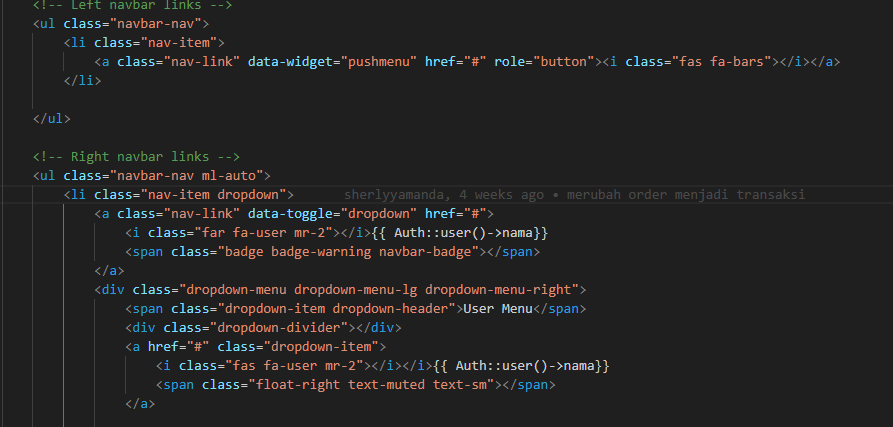 <!-- Left navbar links -->
<ul class="navbar-nav">
<li class="nav-item">
<a class="nav-link" data-widget="pushmenu" href="#" role="button"><i class="fas fa-bars"></i></a>
</li>
</ul>
<!-- Right navbar links -->
<ul class="navbar-nav ml-auto">
<li class="nav-item dropdown"> sherlyyamanda, 4 weeks ago • merubah order menjadi transaksi
<a class="nav-link" data-toggle="dropdown" href="#">
<i class="far fa-user mr-2"></i>{{ Auth::user()->nama}}
<span class="badge badge-warning navbar-badge"></span>
</a>
<div class="dropdown-menu dropdown-menu-lg dropdown-menu-right">
<span class="dropdown-item dropdown-header">User Menu</span>
<div class="dropdown-divider"></div>
<a href="#" class="dropdown-item">
<i class="fas fa-user mr-2"></i></i>{{ Auth::user()->nama}}
<span class="float-right text-muted text-sm"></span>
</a>